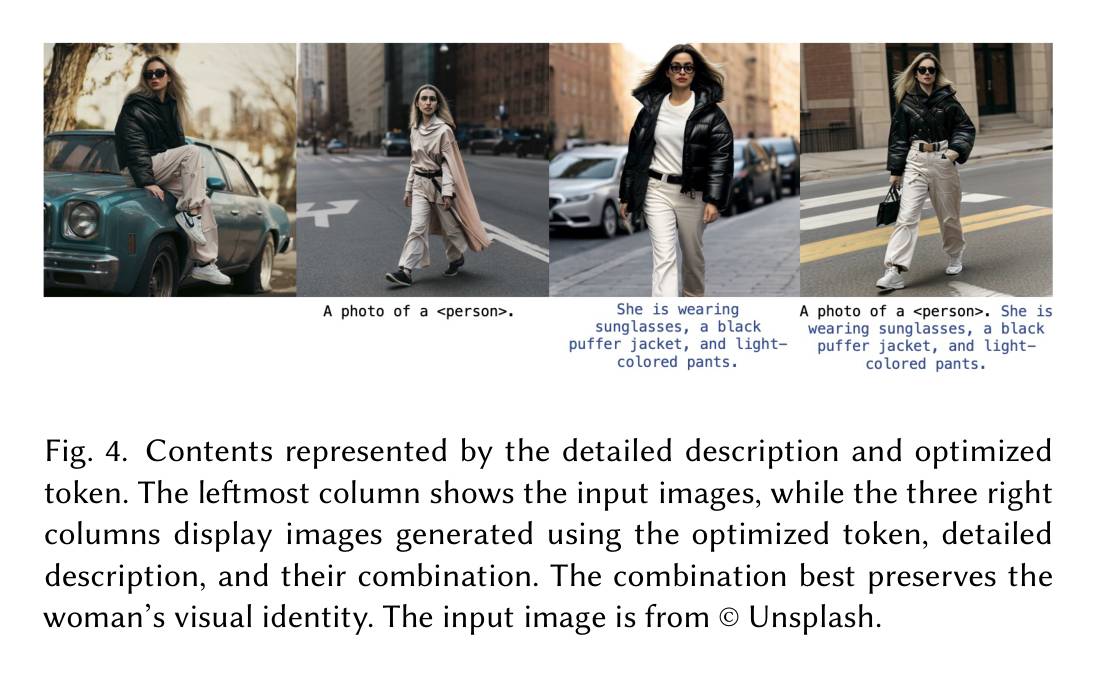 A photo of a <person>.
She is wearing
sunglasses, a black
puffer jacket, and light-
colored pants.
A photo of a <person>. She is
wearing sunglasses, a black
puffer jacket, and light-
colored pants.
Fig. 4. Contents represented by the detailed description and optimized
token. The leftmost column shows the input images, while the three right
columns display images generated using the optimized token, detailed
description, and their combination. The combination best preserves the
woman’s visual identity. The input image is from © Unsplash.